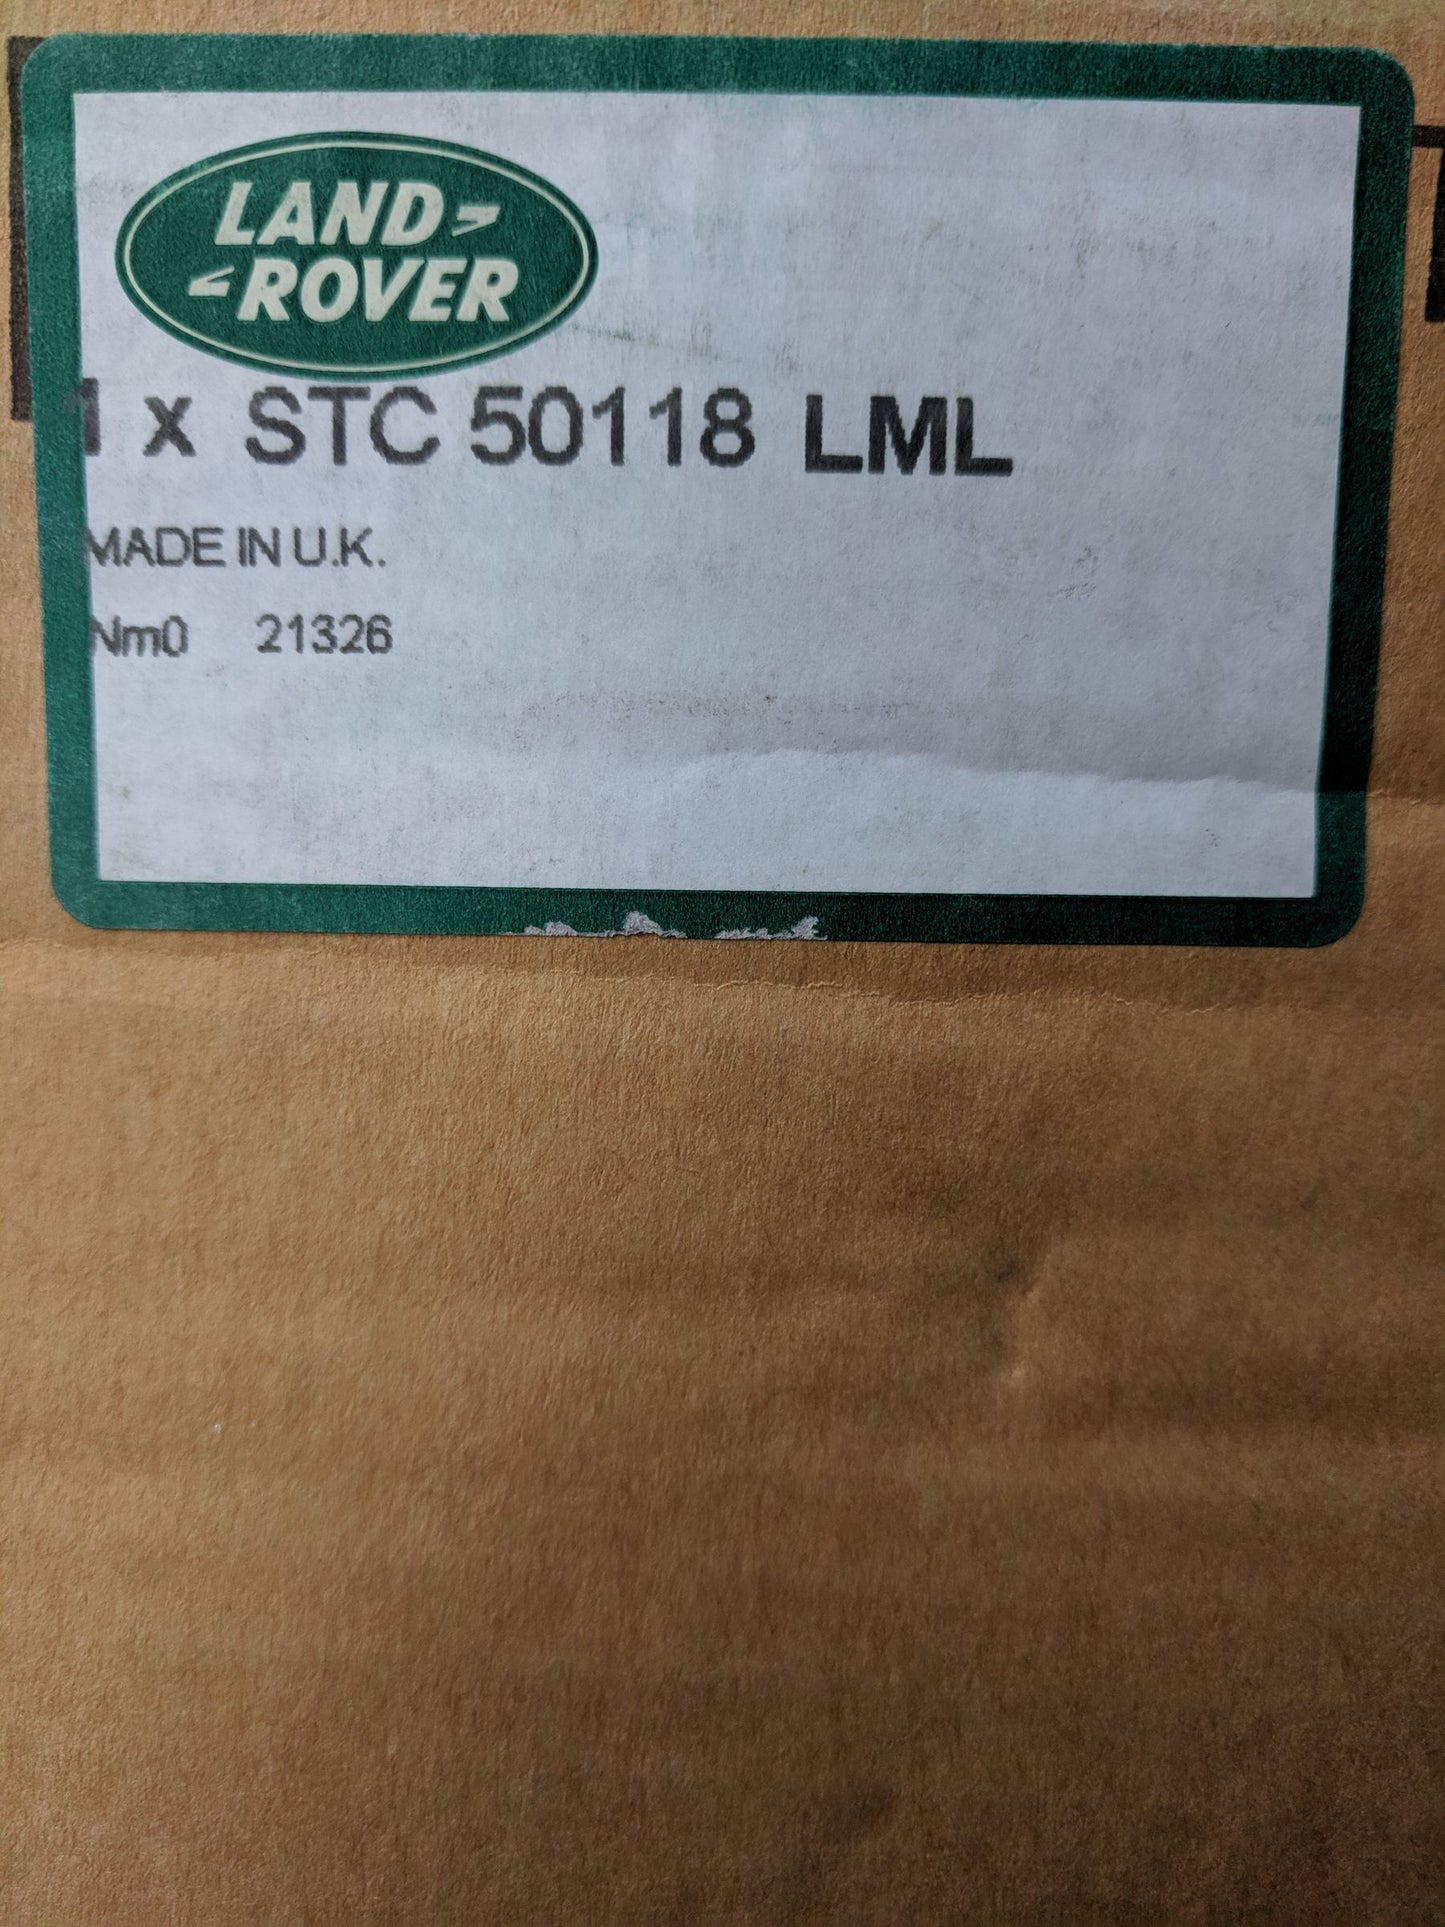 LAND
ROVER
1 x STC 50118 LML
MADE IN U.K.
Nm0 21326